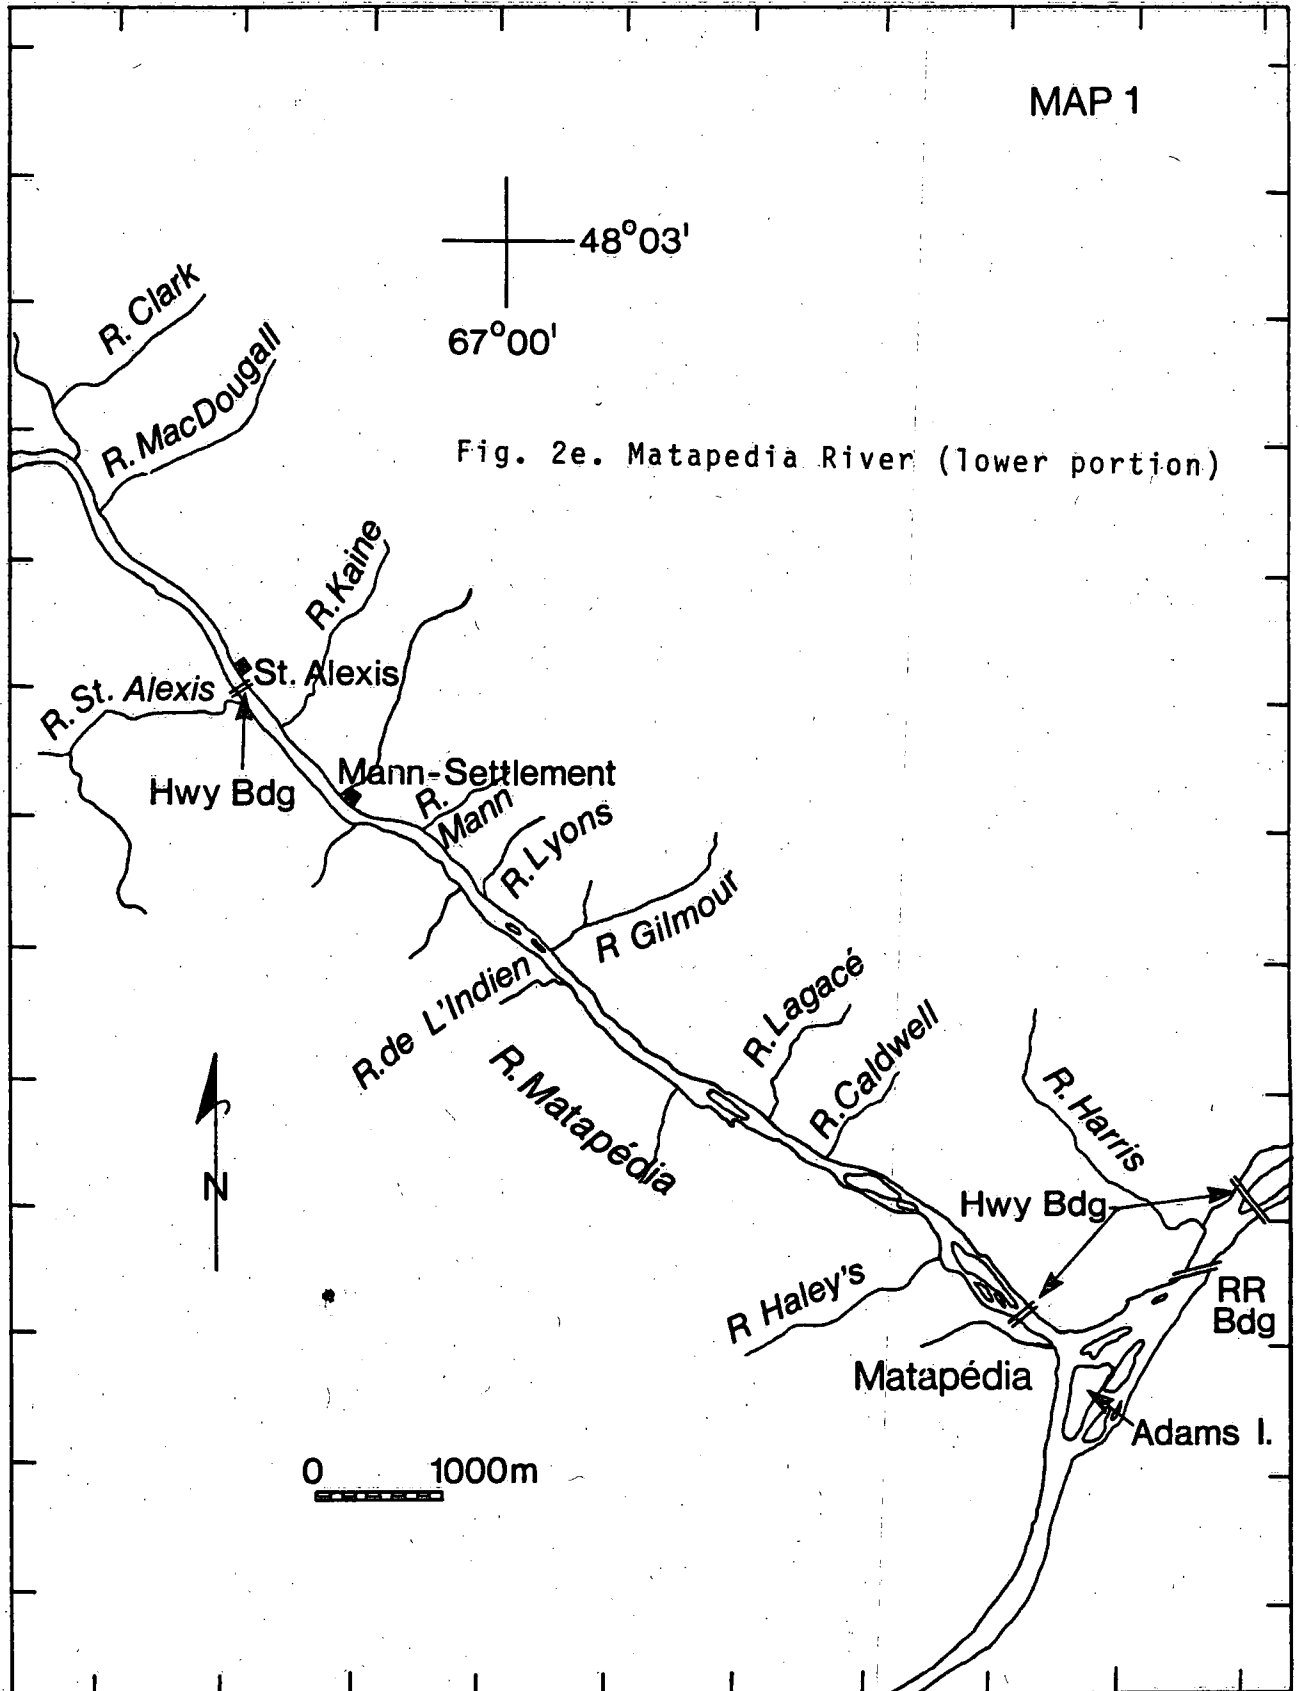 MAP 1
48°03'
67°00'
R. Clark
R. MacDougall
Fig. 2e. Matapedia River (lower portion)
R. Kaine
St. Alexis
R. St. Alexis
Hwy Bdg
Mann-Settlement
R.
Mann
R. Lyons
R Gilmour
R. de L'Indien
R. Matapédia
R. Lagacé
R. Caldwell
R. Harris
N
Hwy Bdg
R Haley's
RR
Bdg
Matapédia
Adams I.
0 1000m